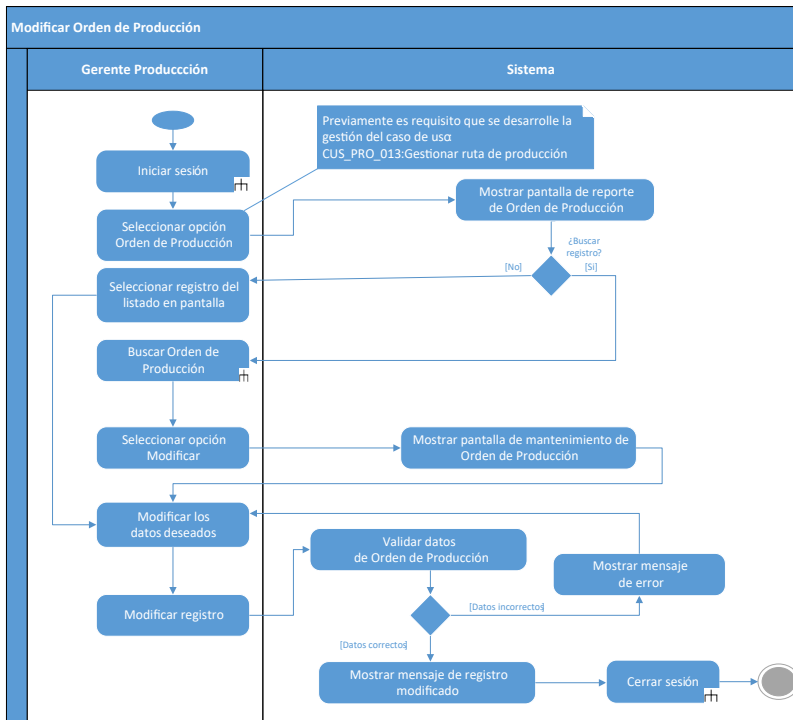 Modificar Orden de Producción
Gerente Produccción
Sistema
Previamente es requisito que se desarrolle la
gestión del caso de uso:
CUS_PRO_013:Gestionar ruta de producción
Iniciar sesión
Mostrar pantalla de reporte
de Orden de Producción
Seleccionar opción
Orden de Producción
¿Buscar
registro?
[No]
[Si]
Seleccionar registro del
listado en pantalla
Buscar Orden de
Producción
Seleccionar opción
Modificar
Mostrar pantalla de mantenimiento de
Orden de Producción
Modificar los
datos deseados
Validar datos
de Orden de Producción
Mostrar mensaje
de error
Modificar registro
[Datos incorrectos]
[Datos correctos]
Mostrar mensaje de registro
modificado
Cerrar sesión